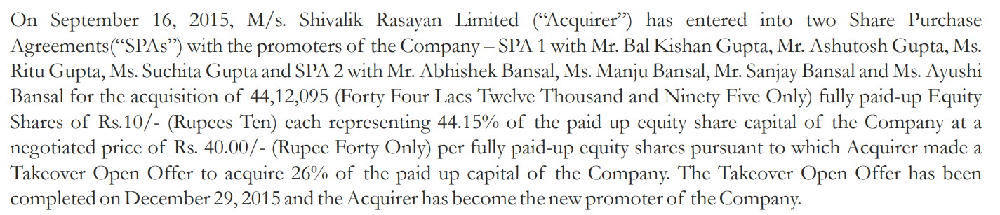 On September 16, 2015, M/s. Shivalik Rasayan Limited (“Acquirer”) has entered into two Share Purchase
Agreements(“SPAs”) with the promoters of the Company – SPA 1 with Mr. Bal Kishan Gupta, Mr. Ashutosh Gupta, Ms.
Ritu Gupta, Ms. Suchita Gupta and SPA 2 with Mr. Abhishek Bansal, Ms. Manju Bansal, Mr. Sanjay Bansal and Ms. Ayushi
Bansal for the acquisition of 44,12,095 (Forty Four Lacs Twelve Thousand and Ninety Five Only) fully paid-up Equity
Shares of Rs.10/- (Rupees Ten) each representing 44.15% of the paid up equity share capital of the Company at a
negotiated price of Rs. 40.00/- (Rupee Forty Only) per fully paid-up equity shares pursuant to which Acquirer made a
Takeover Open Offer to acquire 26% of the paid up capital of the Company. The Takeover Open Offer has been
completed on December 29, 2015 and the Acquirer has become the new promoter of the Company.